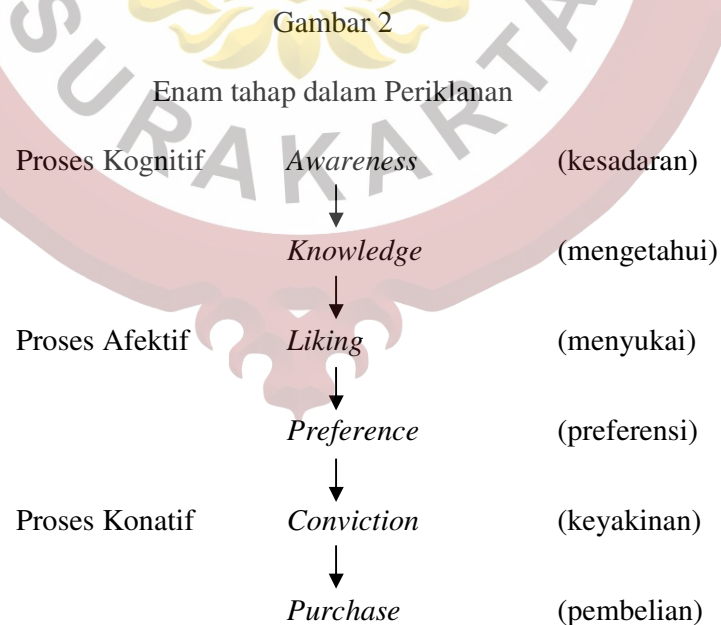 SURAKARTA
Gambar 2
Enam tahap dalam Periklanan
Proses Kognitif Awareness (kesadaran)
Knowledge (mengetahui)
Proses Afektif Liking (menyukai)
Preference (preferensi)
Proses Konatif Conviction (keyakinan)
Purchase (pembelian)